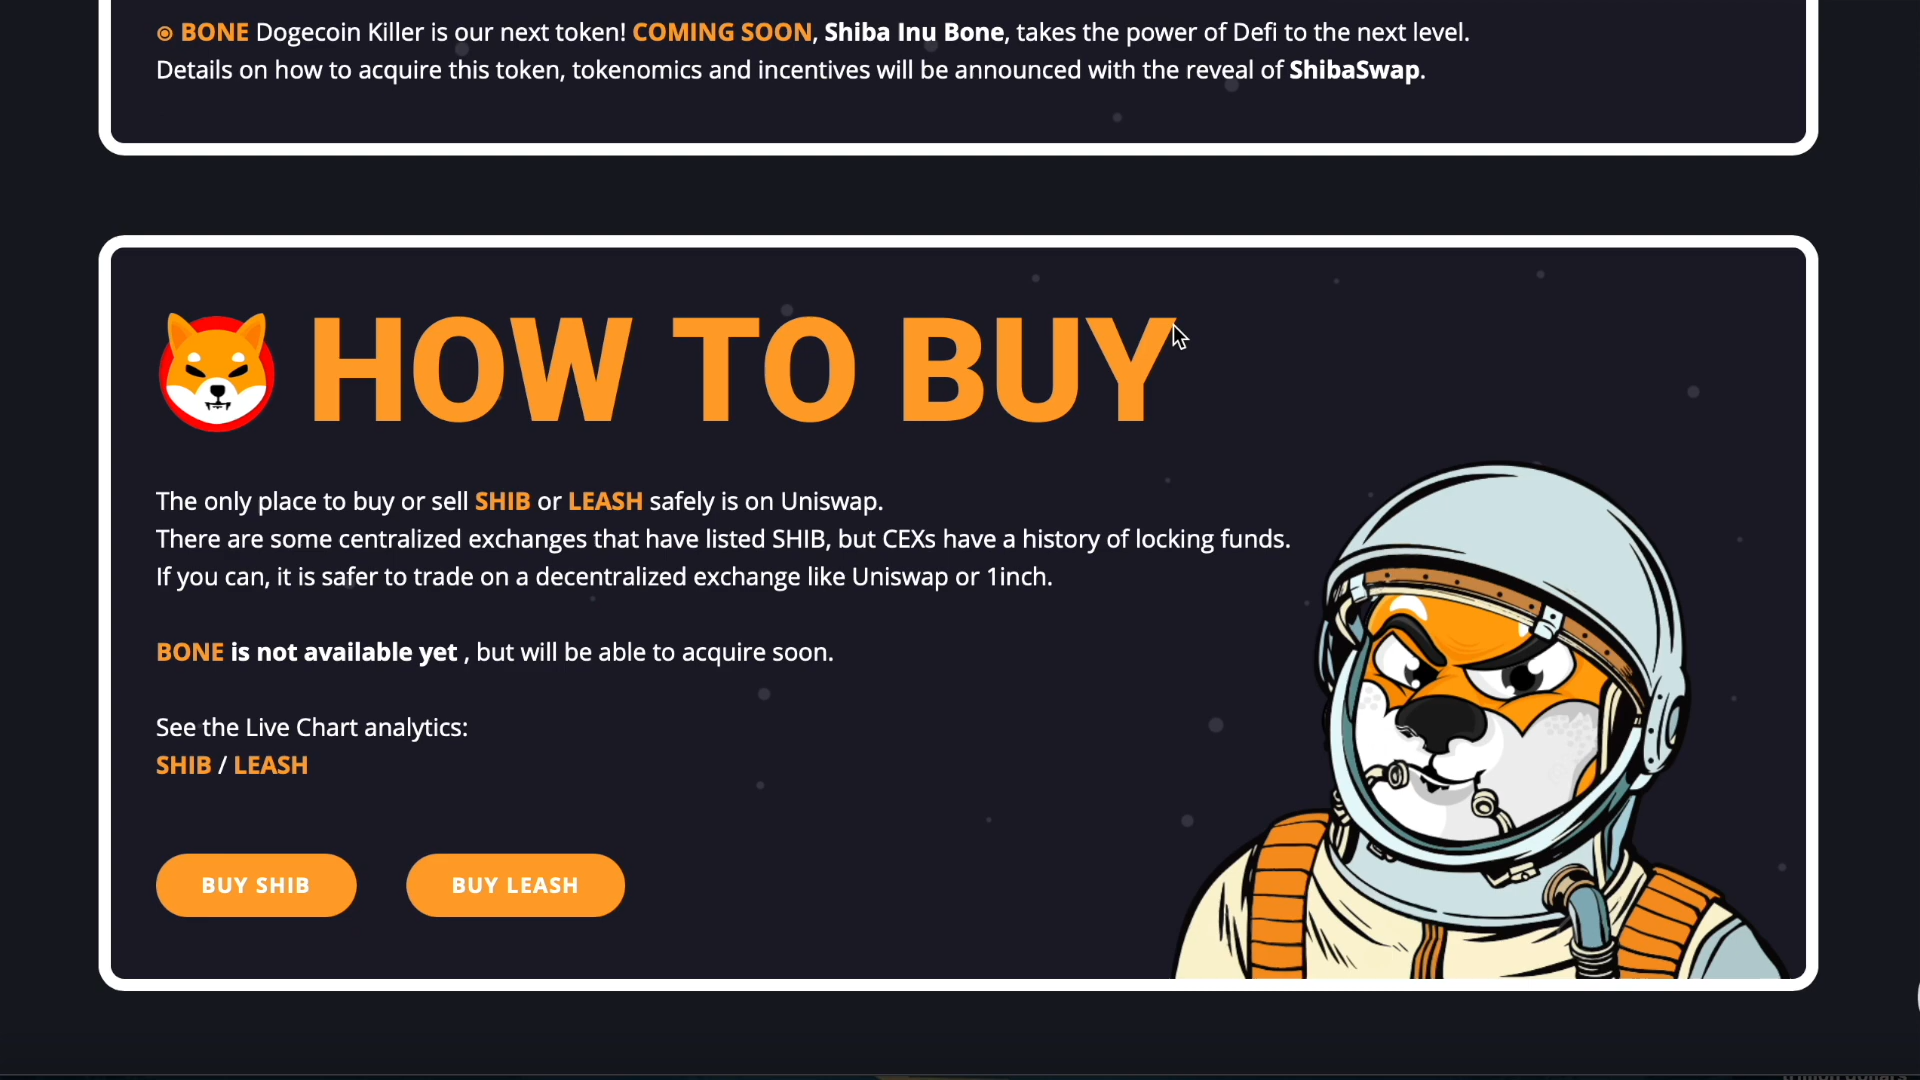 BONE Dogecoin Killer is our next token! COMING SOON, Shiba Inu Bone, takes the power of Defi to the next level.
Details on how to acquire this token, tokenomics and incentives will be announced with the reveal of ShibaSwap.
HOW TO BUY
The only place to buy or sell SHIB or LEASH safely is on Uniswap.
There are some centralized exchanges that have listed SHIB, but CEXs have a history of locking funds.
If you can, it is safer to trade on a decentralized exchange like Uniswap or 1inch.
BONE is not available yet , but will be able to acquire soon.
See the Live Chart analytics:
SHIB / LEASH
BUY SHIB
BUY LEASH